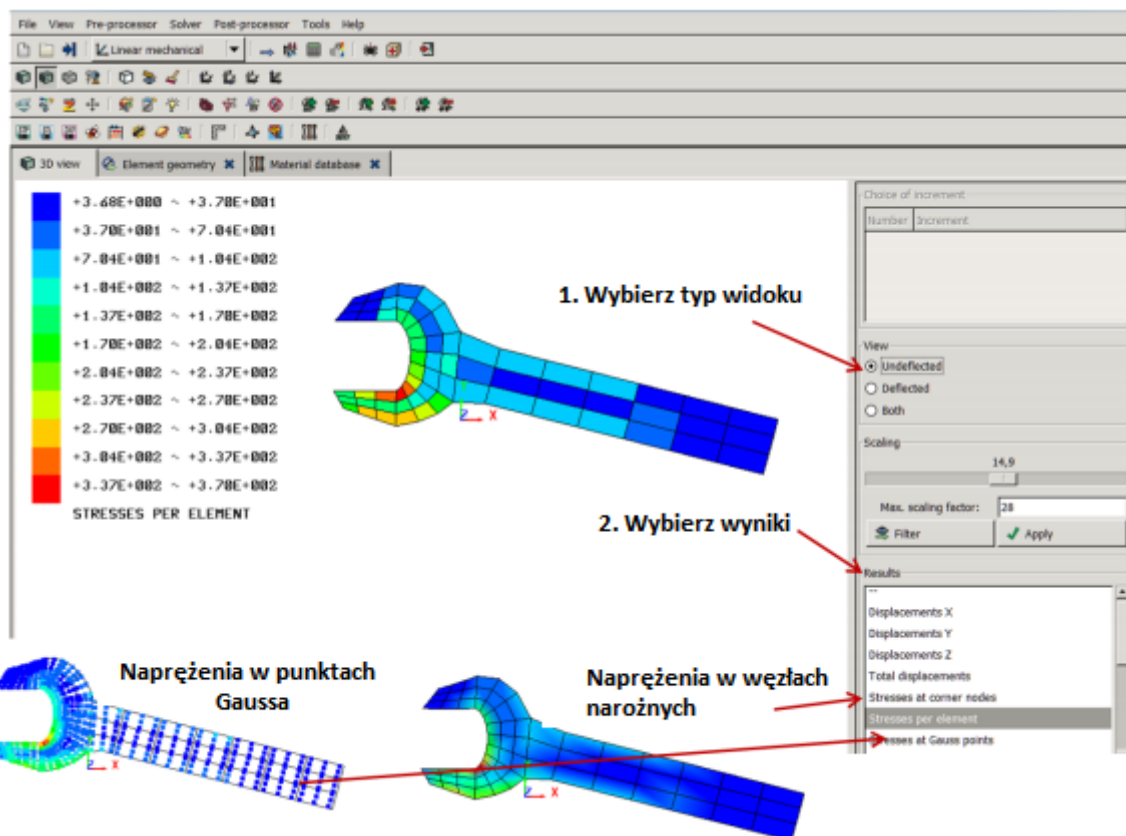 File View Pre-processor Solver Post-processor Tools Help
Linear mechanical
3D view Element geometry Material database
+3.68E+000 ~ +3.70E+001
+3.70E+001 ~ +7.04E+001
+7.04E+001 ~ +1.04E+002
+1.04E+002 ~ +1.37E+002
+1.37E+002 ~ +1.70E+002
+1.70E+002 ~ +2.04E+002
+2.04E+002 ~ +2.37E+002
+2.37E+002 ~ +2.70E+002
+2.70E+002 ~ +3.04E+002
+3.04E+002 ~ +3.37E+002
+3.37E+002 ~ +3.70E+002
STRESSES PER ELEMENT
Z X
1. Wybierz typ widoku
2. Wybierz wyniki
Choice of increment
Number Increment
View
Undeflected
Deflected
Both
Scaling
14,9
Max. scaling factor: 28
Filter Apply
Results
--
Displacements X
Displacements Y
Displacements Z
Total displacements
Stresses at corner nodes
Stresses per element
Stresses at Gauss points
Naprężenia w punktach
Gaussa
Z X
Naprężenia w węzłach
narożnych
Z X